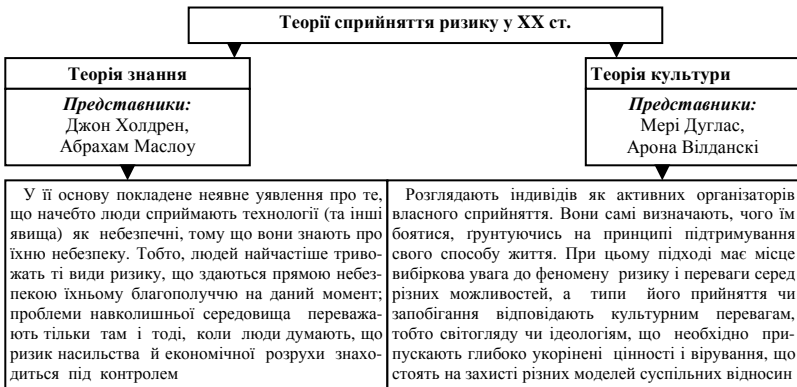 Теорії сприйняття ризику у ХХ ст.
Теорія знання
Представники:
Джон Холдрен,
Абрахам Маслоу
Теорія культури
Представники:
Мері Дуглас,
Арона Вілданскі
У її основу покладене неявне уявлення про те,
що начебто люди сприймають технології (та інші
явища) як небезпечні, тому що вони знають про
їхню небезпеку. Тобто, людей найчастіше триво-
жать ті види ризику, що здаються прямою небез-
пекою їхньому благополуччю на даний момент;
проблеми навколишньої середовища переважа-
ають тільки там і тоді, коли люди думають, що
ризик насильства й економічної розрухи знахо-
диться під контролем
Розглядають індивідів як активних організаторів
власного сприйняття. Вони самі визначають, чого їм
боятися, ґрунтуючись на принципі підтримування
свого способу життя. При цьому підході має місце
вибіркова увага до феномену ризику і переваги серед
різних можливостей, а типи його прийняття чи
запобігання відповідають культурним перевагам,
тобто світогляду чи ідеологіям, що необхідно при-
пускають глибоко укорінені цінності і вірування, що
стоять на захисті різних моделей суспільних відносин